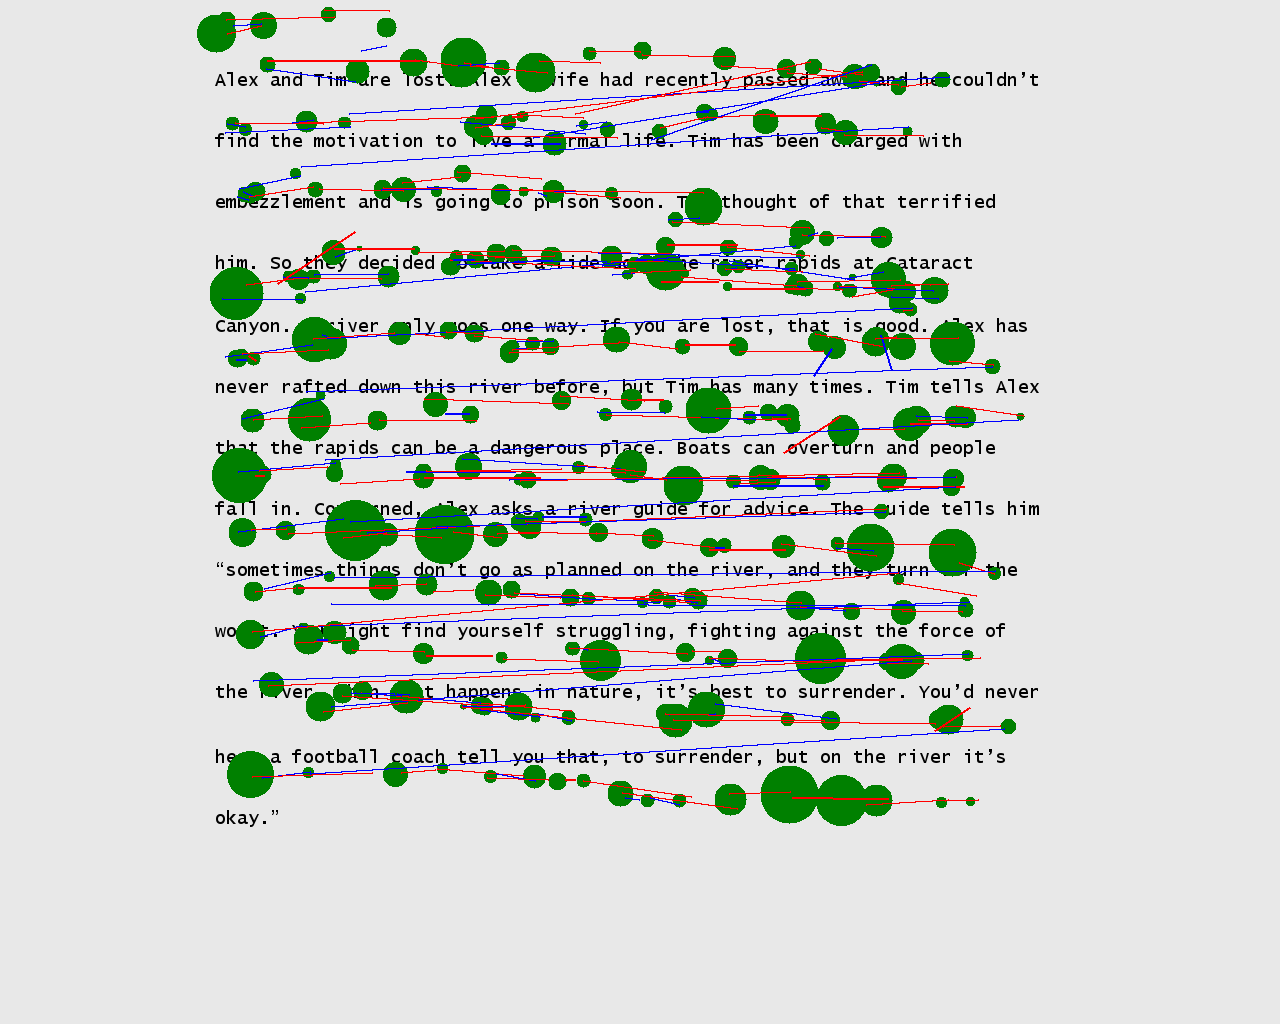 Alex and Tim are lost. Alex' wife had recently passed away and he couldn't
find the motivation to live a normal life. Tim has been charged with
embezzlement and is going to prison soon. The thought of that terrified
him. So they decided to take a ride down the river rapids at Cataract
Canyon. A river only goes one way. If you are lost, that is good. Alex has
never rafted down this river before, but Tim has many times. Tim tells Alex
that the rapids can be a dangerous place. Boats can overturn and people
fall in. Concerned, Alex asks a river guide for advice. The guide tells him
“sometimes things don't go as planned on the river, and they turn for the
worst. You might find yourself struggling, fighting against the force of
the river. When that happens in nature, it's best to surrender. You'd never
hear a football coach tell you that, to surrender, but on the river it's
okay.”